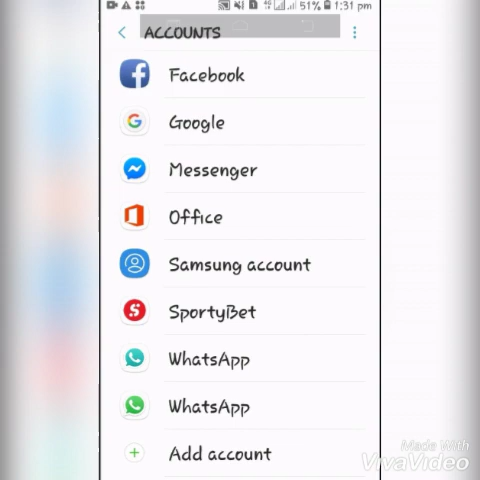 51% 1:31 pm
ACCOUNTS
Facebook
Google
Messenger
Office
Samsung account
SportyBet
WhatsApp
WhatsApp
Add account
Made With
VivaVideo